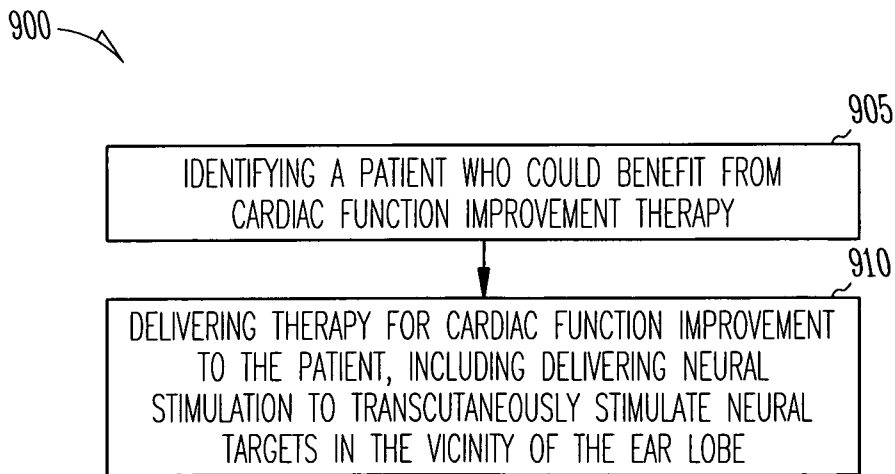 900
905
IDENTIFYING A PATIENT WHO COULD BENEFIT FROM
CARDIAC FUNCTION IMPROVEMENT THERAPY
910
DELIVERING THERAPY FOR CARDIAC FUNCTION IMPROVEMENT
TO THE PATIENT, INCLUDING DELIVERING NEURAL
STIMULATION TO TRANSCUTANEOUSLY STIMULATE NEURAL
TARGETS IN THE VICINITY OF THE EAR LOBE